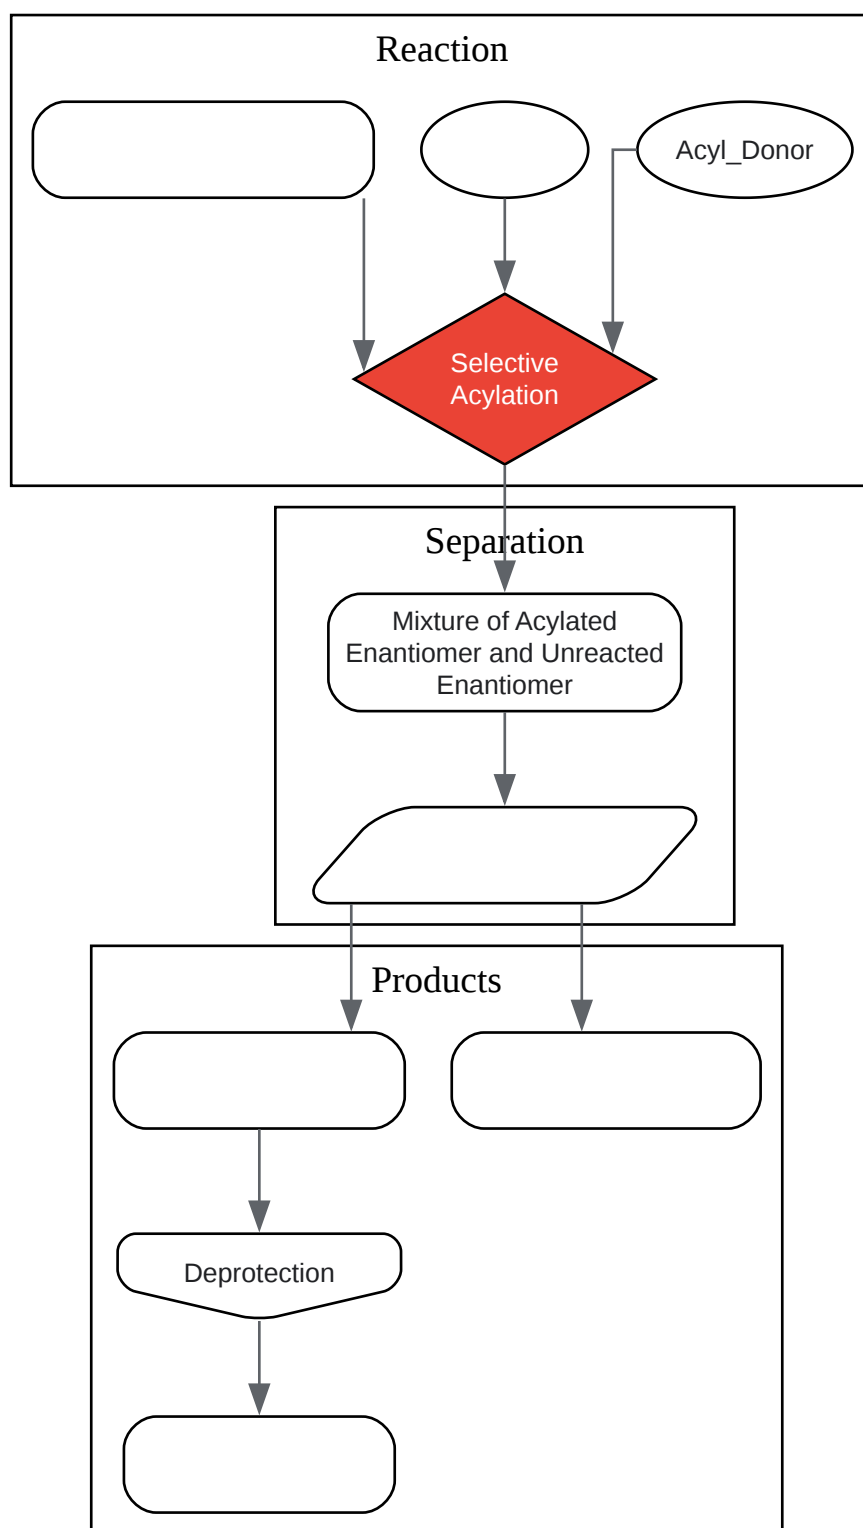 Reaction
Acyl_Donor
Selective
Acylation
Separation
Mixture of Acylated
Enantiomer and Unreacted
Enantiomer
Products
Deprotection